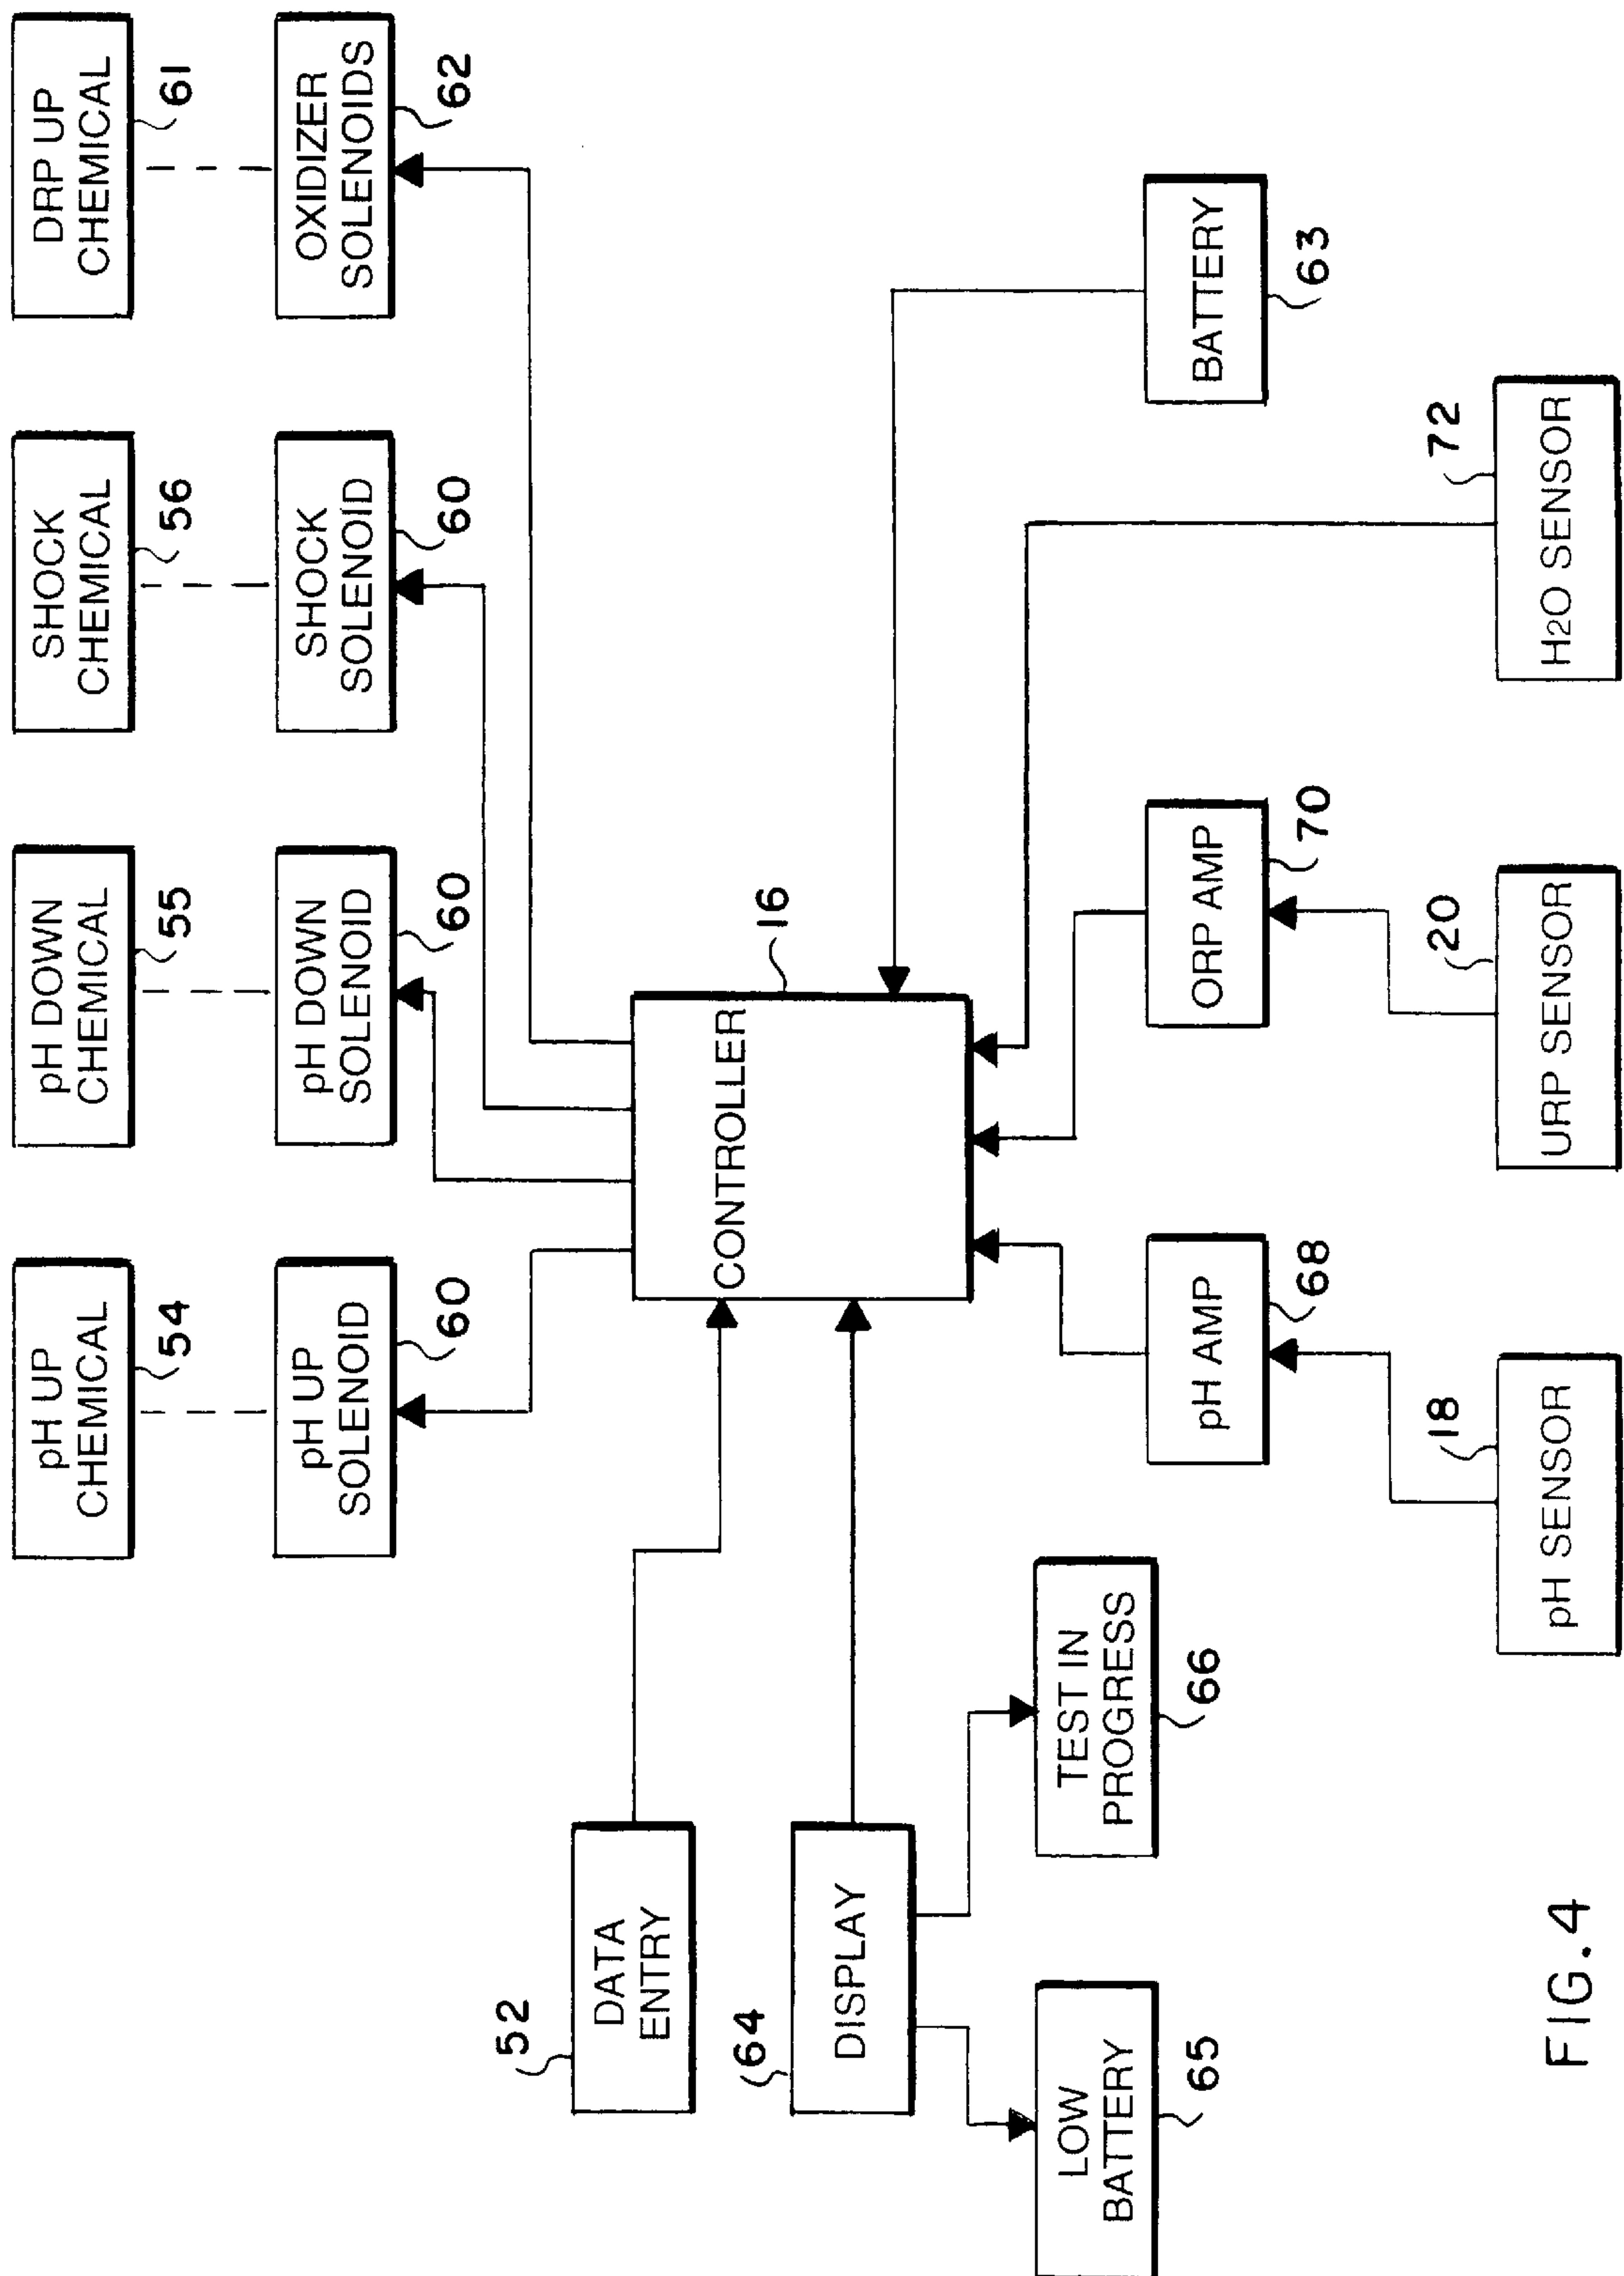 pH UP
CHEMICAL
54
pH DOWN
CHEMICAL
55
SHOCK
CHEMICAL
56
DRP UP
CHEMICAL
61
pH UP
SOLENOID
60
pH DOWN
SOLENOID
60
SHOCK
SOLENOID
60
OXIDIZER
SOLENOIDS
62
52
DATA
ENTRY
CONTROLLER
16
64
DISPLAY
LOW
BATTERY
65
TEST IN
PROGRESS
66
pH AMP
68
ORP AMP
70
BATTERY
63
pH SENSOR
18
URP SENSOR
20
H2O SENSOR
72
FIG.4